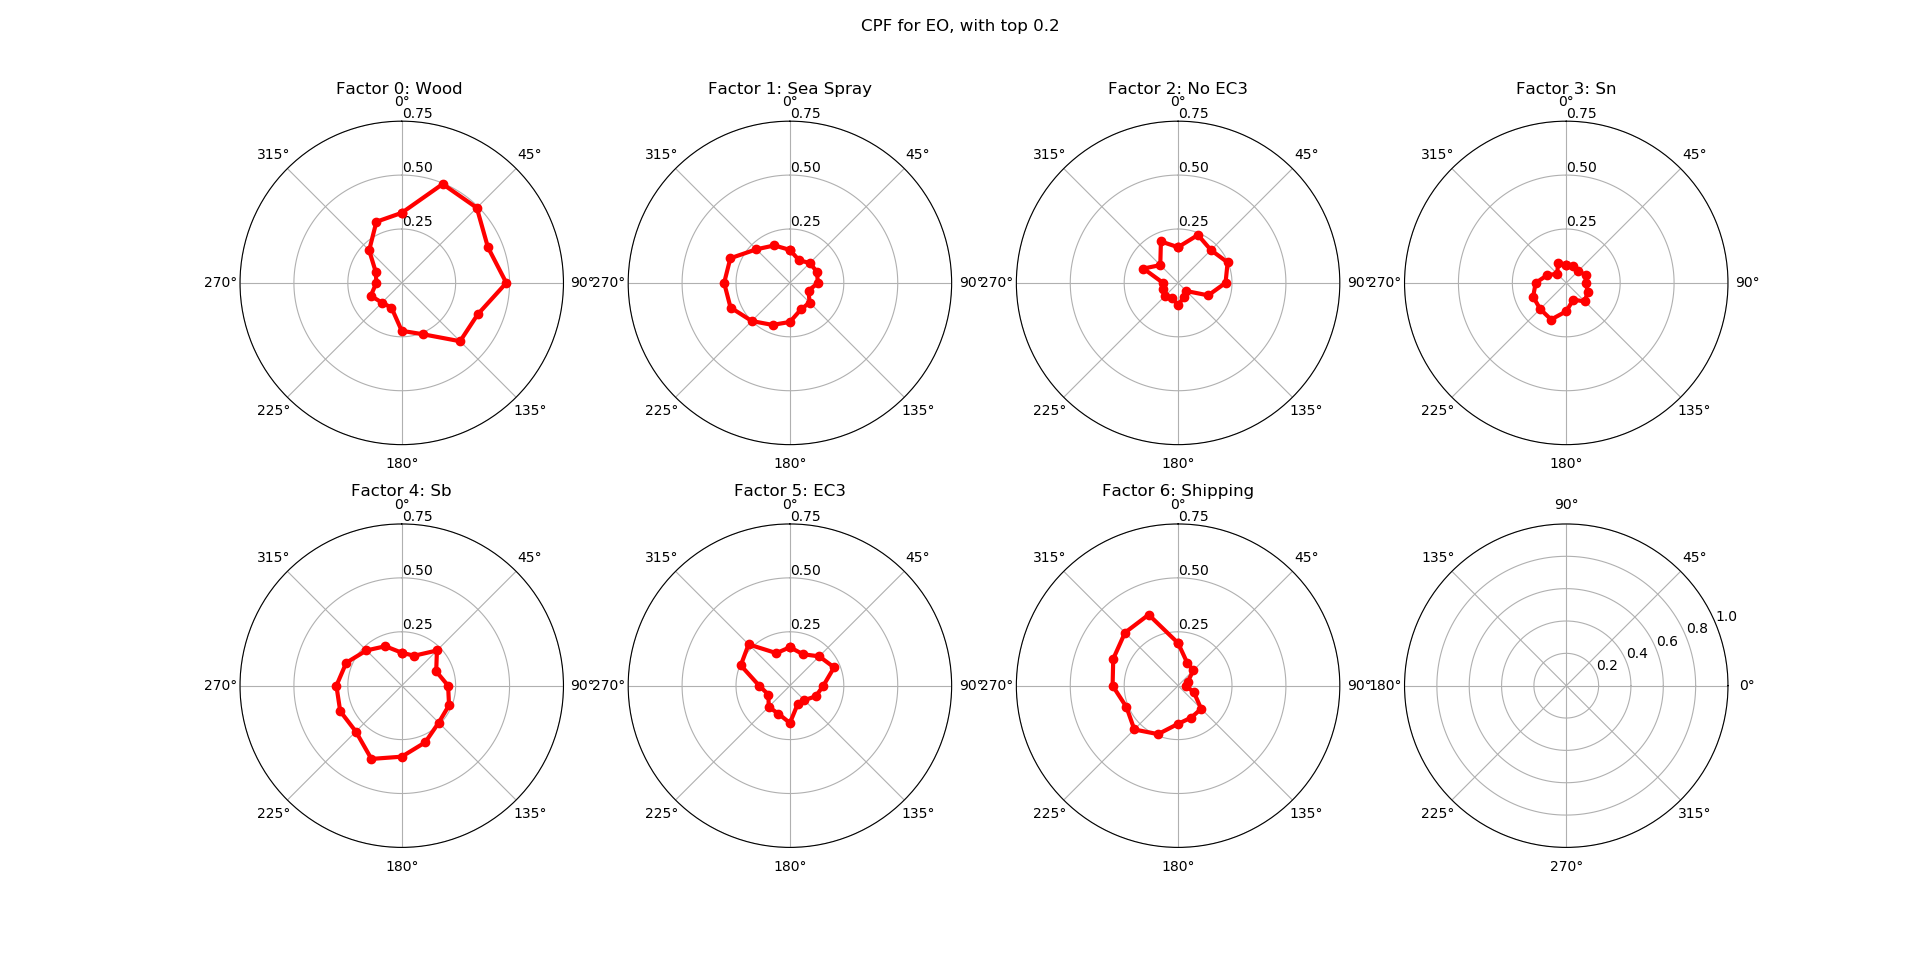 CPF for EO, with top 0.2
Factor 0: Wood
Factor 1: Sea Spray
Factor 2: No EC3
Factor 3: Sn
0° 0° 0° 0°
0.75 0.75 0.75 0.75
315° 0.50 45° 315° 0.50 45° 315° 0.50 45° 315° 0.50 45°
0.25 0.25 0.25 0.25
270° 90° 270° 90° 270° 90° 270° 90°
225° 135° 225° 135° 225° 135° 225° 135°
180° 180° 180° 180°
Factor 4: Sb
Factor 5: EC3
Factor 6: Shipping
0° 0° 0° 90°
0.75 0.75 0.75
315° 0.50 45° 315° 0.50 45° 315° 0.50 45° 135° 45°
0.25 0.25 0.25 0.2 0.4 0.6 0.8 1.0
270° 90° 270° 90° 270° 90° 180° 0°
225° 135° 225° 135° 225° 135° 225° 315°
180° 180° 180° 270°